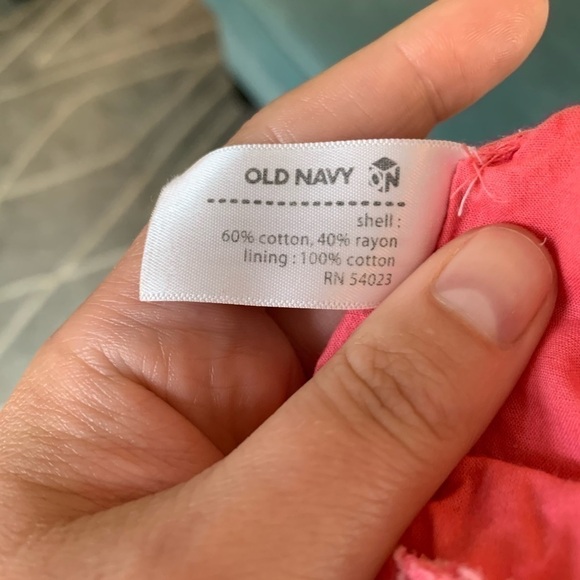 OLD NAVY ON
shell :
60% cotton, 40% rayon
lining : 100% cotton
RN 54023